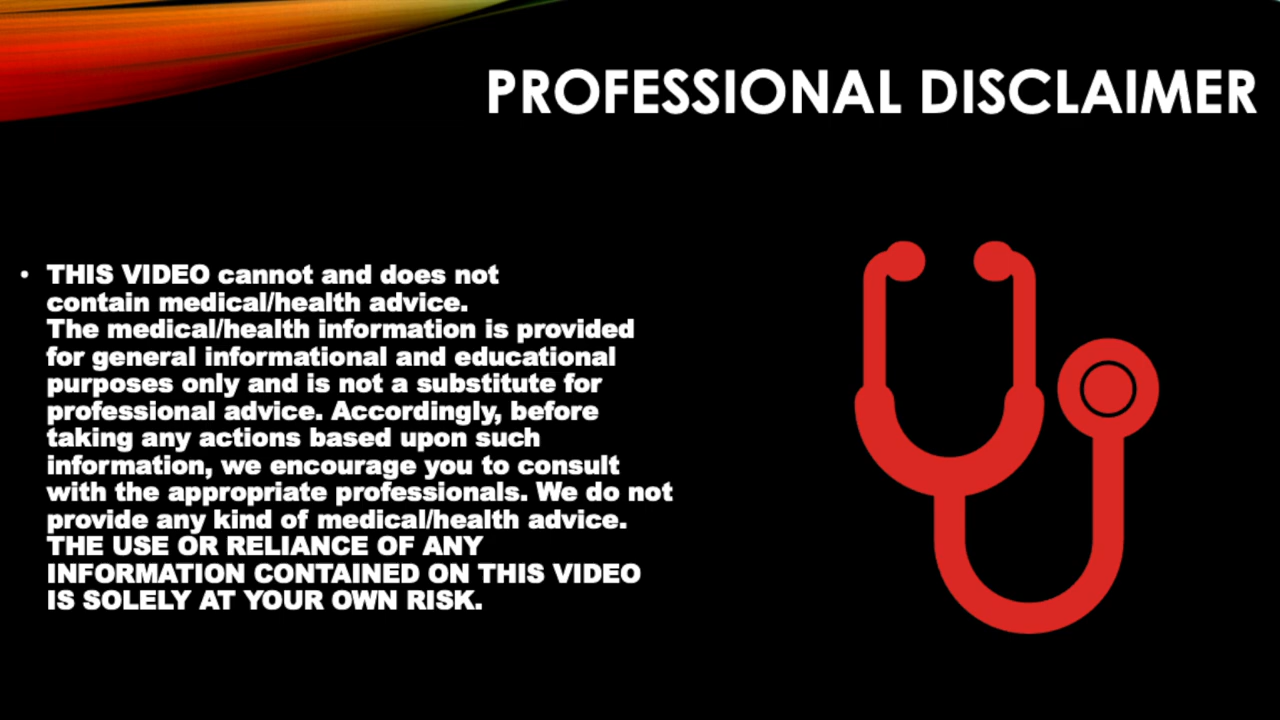 PROFESSIONAL DISCLAIMER
• THIS VIDEO cannot and does not
contain medical/health advice.
The medical/health information is provided
for general informational and educational
purposes only and is not a substitute for
professional advice. Accordingly, before
taking any actions based upon such
information, we encourage you to consult
with the appropriate professionals. We do not
provide any kind of medical/health advice.
THE USE OR RELIANCE OF ANY
INFORMATION CONTAINED ON THIS VIDEO
IS SOLELY AT YOUR OWN RISK.